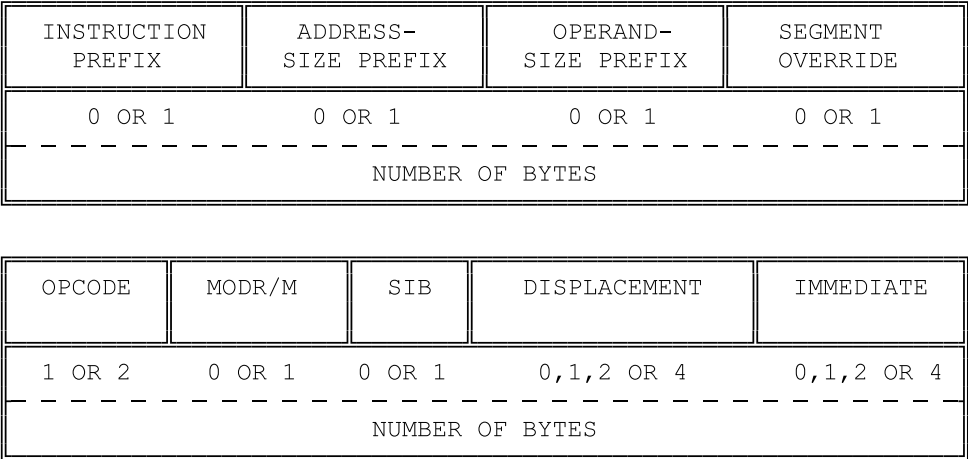 INSTRUCTION ADDRESS- OPERAND- SEGMENT
PREFIX SIZE PREFIX SIZE PREFIX OVERRIDE
0 OR 1 0 OR 1 0 OR 1 0 OR 1
NUMBER OF BYTES
OPCODE MODR/M SIB DISPLACEMENT IMMEDIATE
1 OR 2 0 OR 1 0 OR 1 0,1,2 OR 4 0,1,2 OR 4
NUMBER OF BYTES